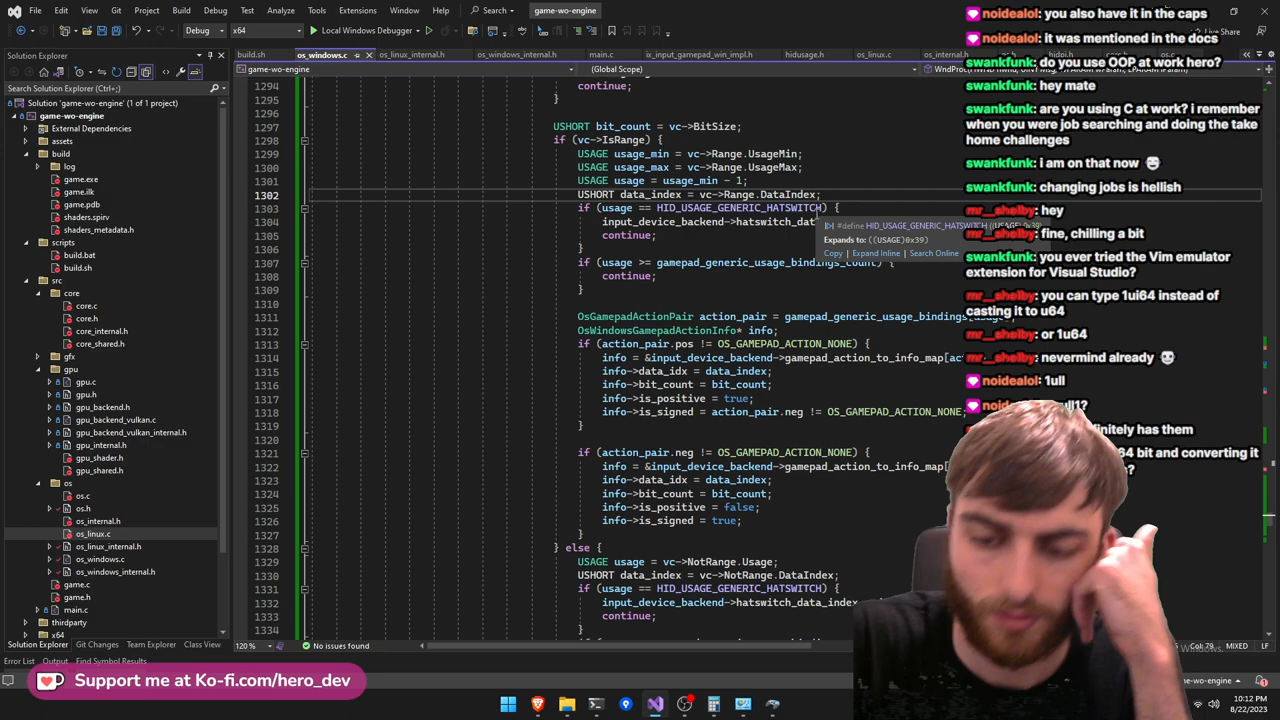 File Edit View Git Project Build Debug Test Analyze Tools Extensions Window Help Search game-wo-engine
Debug x64 Local Windows Debugger
Live Share
build.sh os_windows.c os_linux_internal.h os_windows_internal.h main.c ix_input_gamepad_win_impl.h hidusage.h os_linux.c
game-wo-engine (Global Scope)
Solution Explorer
Search Solution Explorer (Ctrl+;)
Solution 'game-wo-engine' (1 of 1 project)
game-wo-engine
External Dependencies
assets
build
log
game.exe
game.ilk
game.pdb
shaders.spirv
shaders_metadata.h
scripts
build.bat
build.sh
src
core
core.c
core.h
core_internal.h
core_shared.h
gfx
gpu
gpu.c
gpu.h
gpu_backend.h
gpu_backend_vulkan.c
gpu_backend_vulkan_internal.h
gpu_internal.h
gpu_shader.h
gpu_shared.h
os
os.c
os.h
os_internal.h
os_linux.c
os_linux_internal.h
os_windows.c
os_windows_internal.h
game.c
game.h
main.c
thirdparty
x64
Solution Explorer Git Changes Team Explorer Class View
Error List Output Find Symbol Results
1294 continue;
1295 }
1296
1297 USHORT bit_count = vc->BitSize;
1298 if (vc->IsRange) {
1299 USAGE usage_min = vc->Range.UsageMin;
1300 USAGE usage_max = vc->Range.UsageMax;
1301 USAGE usage = usage_min - 1;
1302 USHORT data_index = vc->Range.DataIndex;
1303 if (usage == HID_USAGE_GENERIC_HATSWITCH) {
1304 input_device_backend->hatswitch_dat
1305 continue;
1306 }
1307 if (usage >= gamepad_generic_usage_bindings_count) {
1308 continue;
1309 }
1310
1311 OsGamepadActionPair action_pair = gamepad_generic_usage_bindings[
1312 OsWindowsGamepadActionInfo* info;
1313 if (action_pair.pos != OS_GAMEPAD_ACTION_NONE) {
1314 info = &input_device_backend->gamepad_action_to_info_map[
1315 info->data_idx = data_index;
1316 info->bit_count = bit_count;
1317 info->is_positive = true;
1318 info->is_signed = action_pair.neg != OS_GAMEPAD_ACTION_NONE;
1319 }
1320
1321 if (action_pair.neg != OS_GAMEPAD_ACTION_NONE) {
1322 info = &input_device_backend->gamepad_action_to_info_map[
1323 info->data_idx = data_index;
1324 info->bit_count = bit_count;
1325 info->is_positive = false;
1326 info->is_signed = true;
1327 }
1328 } else {
1329 USAGE usage = vc->NotRange.Usage;
1330 USHORT data_index = vc->NotRange.DataIndex;
1331 if (usage == HID_USAGE_GENERIC_HATSWITCH) {
1332 input_device_backend->hatswitch_data_index
1333 continue;
1334 }
#define HID_USAGE_GENERIC_HATSWITCH ((USAGE)0x39)
Expands to: ((USAGE)0x39)
Copy | Expand Inline | Search Online
120 % No issues found
Col: 79 MIXED LF
noidealol: you also have it in the caps
noidealol: it was mentioned in the docs
swankfunk: do you use OOP at work hero?
swankfunk: hey mate
swankfunk: are you using C at work? i remember
when you were job searching and doing the take
home challenges
swankfunk: i am on that now
swankfunk: changing jobs is hellish
mr__shelby: hey
mr__shelby: fine, chilling a bit
swankfunk: you ever tried the Vim emulator
extension for Visual Studio?
mr__shelby: you can type 1ui64 instead of
casting it to u64
mr__shelby: or 1u64
mr__shelby: nevermind already
noidealol: 1ull
Support me at Ko-fi.com/hero_dev
10:12 PM
8/22/2023